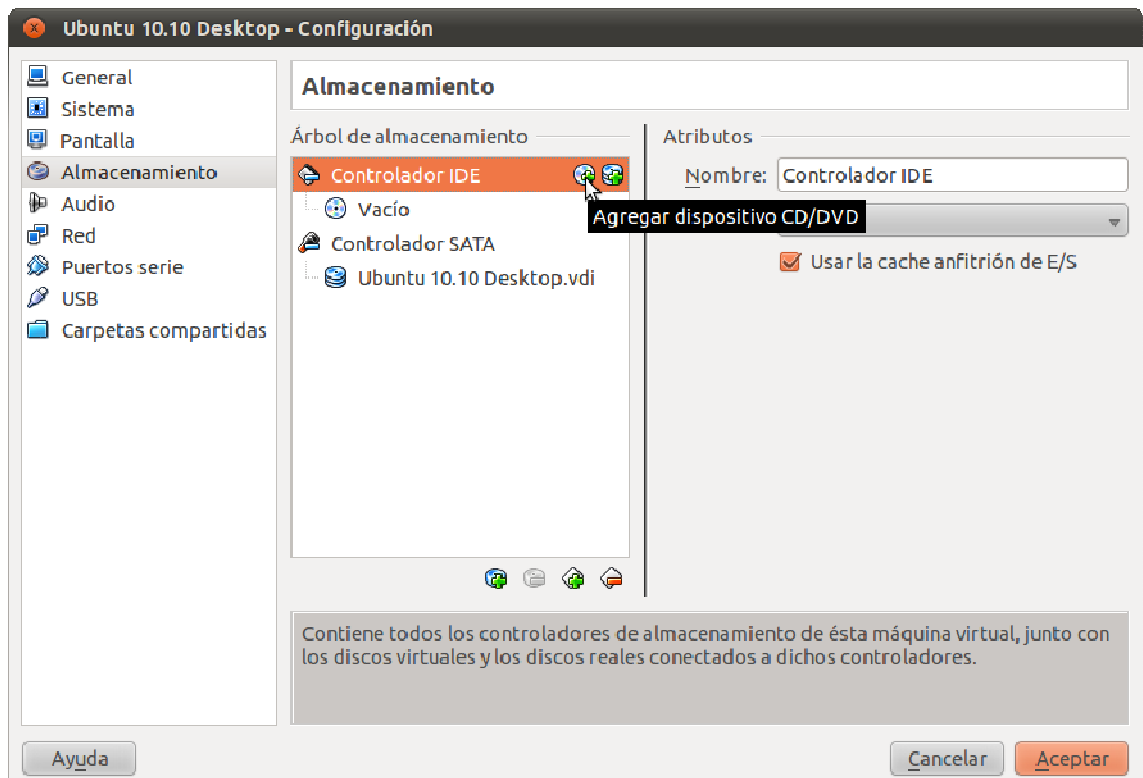 Ubuntu 10.10 Desktop - Configuración
General
Sistema
Pantalla
Almacenamiento
Audio
Red
Puertos serie
USB
Carpetas compartidas
Almacenamiento
Árbol de almacenamiento
Controlador IDE
Vacío
Controlador SATA
Ubuntu 10.10 Desktop.vdi
Atributos
Nombre: Controlador IDE
Agregar dispositivo CD/DVD
Usar la cache anfitrión de E/S
Contiene todos los controladores de almacenamiento de ésta máquina virtual, junto con
los discos virtuales y los discos reales conectados a dichos controladores.
Ayuda
Cancelar
Aceptar